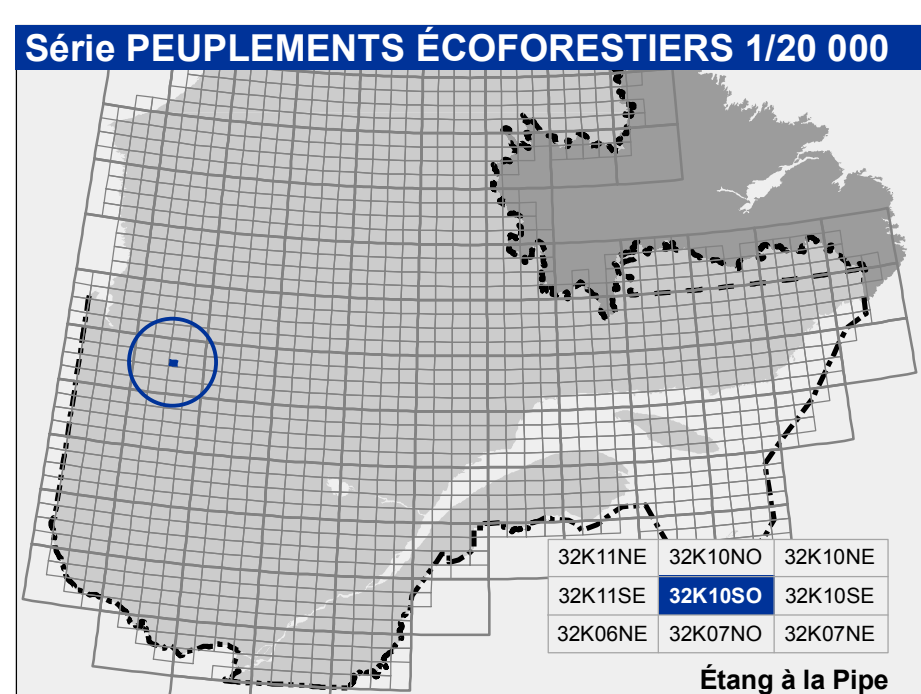 Série PEUPLEMENTS ÉCOFORESTIERS 1/20 000
32K11NE 32K10NO 32K10NE
32K11SE 32K10SO 32K10SE
32K06NE 32K07NO 32K07NE
Étang à la Pipe